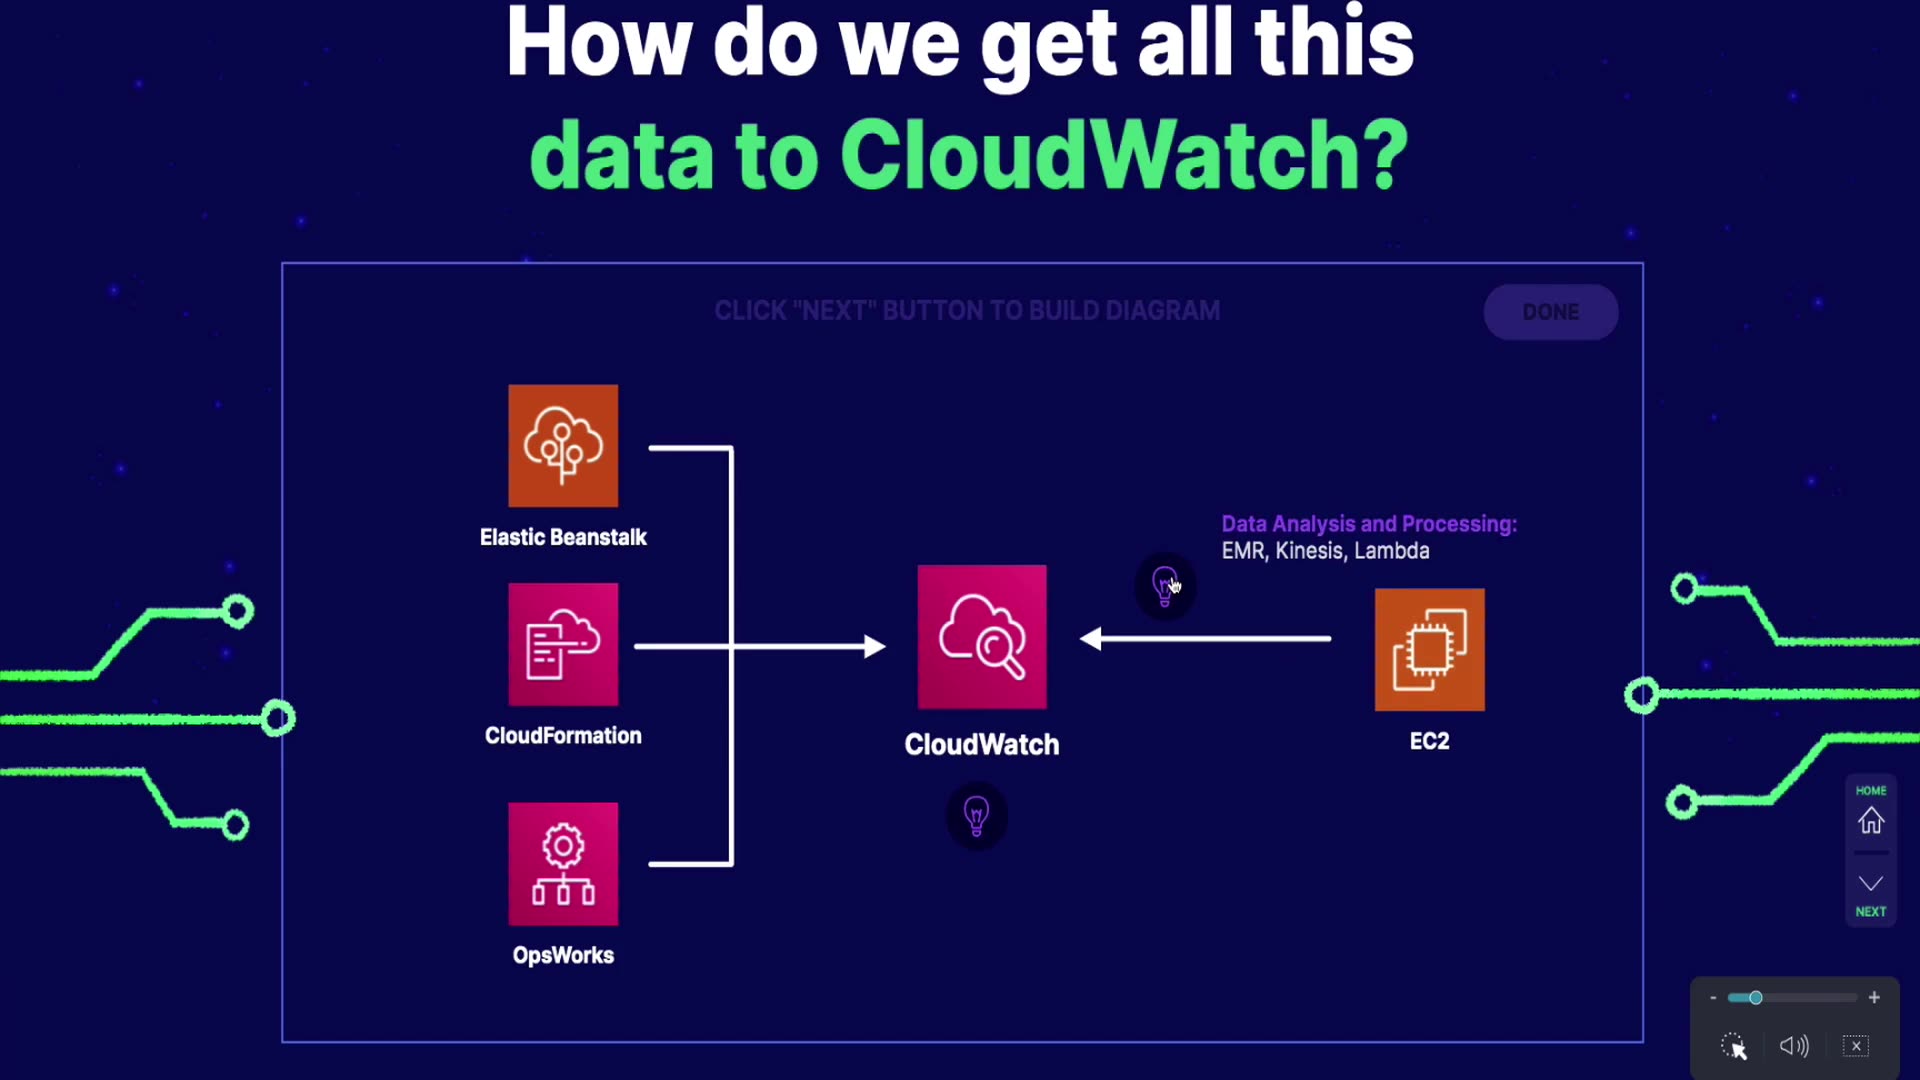 How do we get all this
data to CloudWatch?
CLICK "NEXT" BUTTON TO BUILD DIAGRAM
DONE
Elastic Beanstalk
CloudFormation
OpsWorks
CloudWatch
Data Analysis and Processing:
EMR, Kinesis, Lambda
EC2
HOME
NEXT
- +